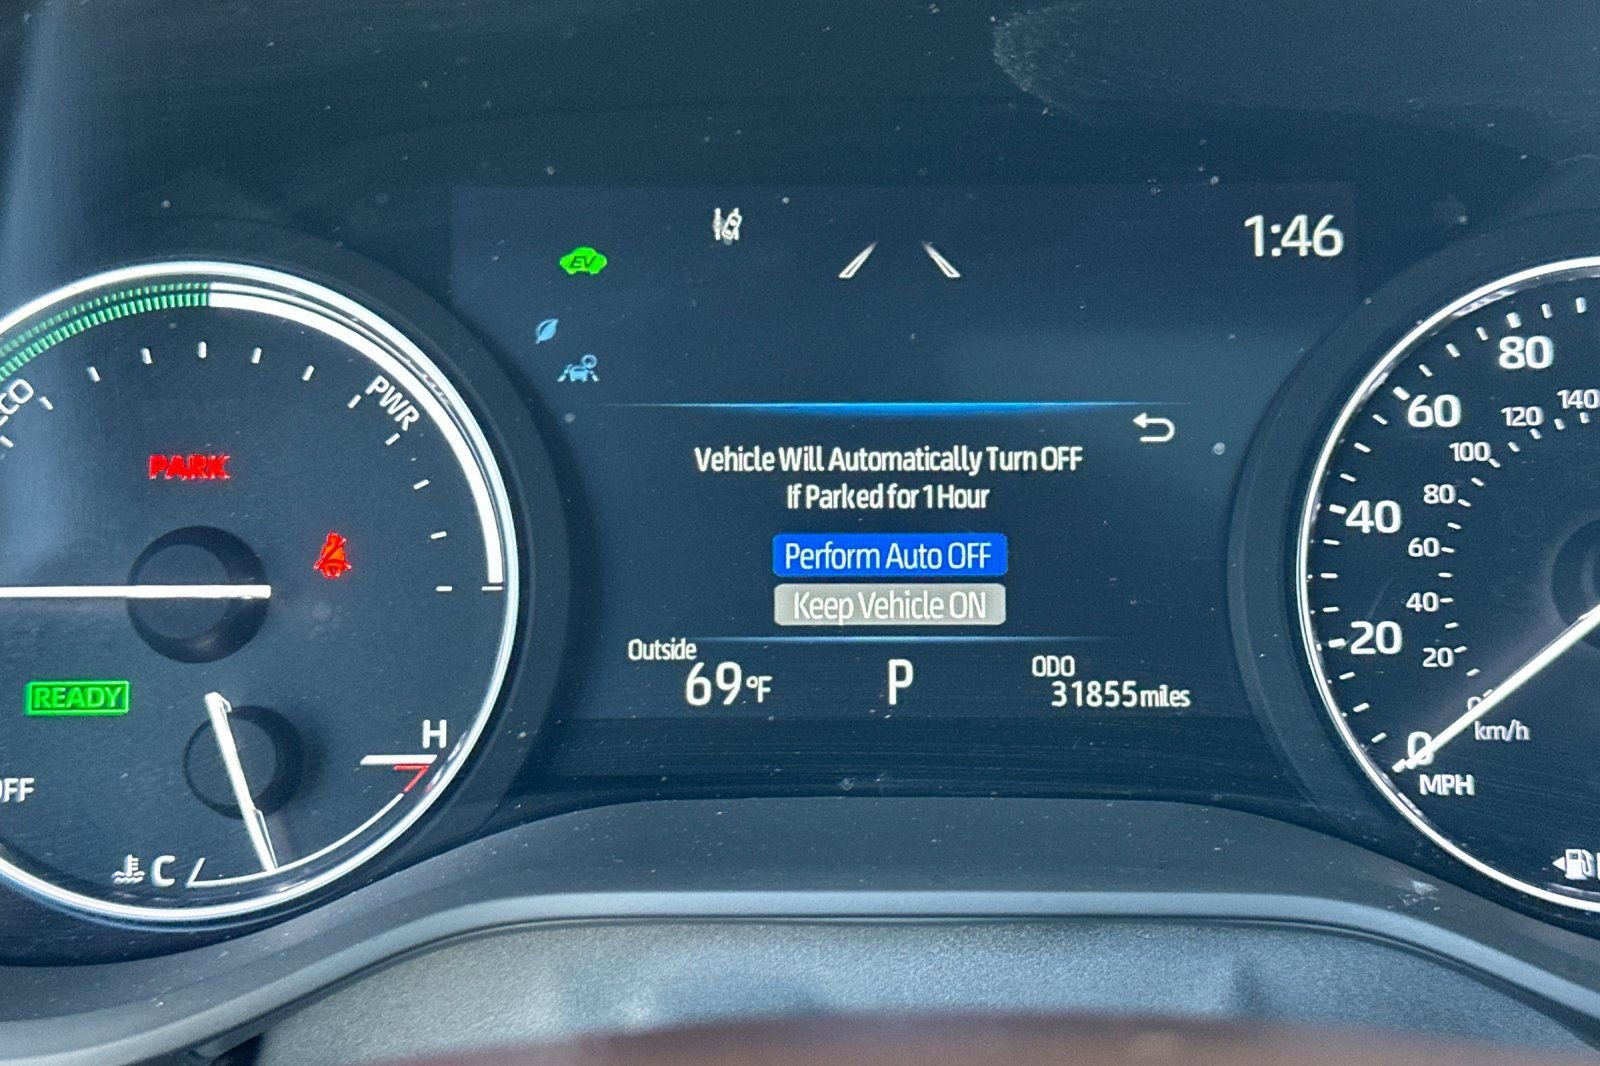 EV
1:46
ECO
PWR
PARK
Vehicle Will Automatically Turn OFF
If Parked for 1 Hour
Perform Auto OFF
Keep Vehicle ON
Outside
69°F
P
ODO
31855 miles
READY
OFF
H
C
80
60
40
20
0
MPH
140
120
100
80
60
40
20
0
km/h